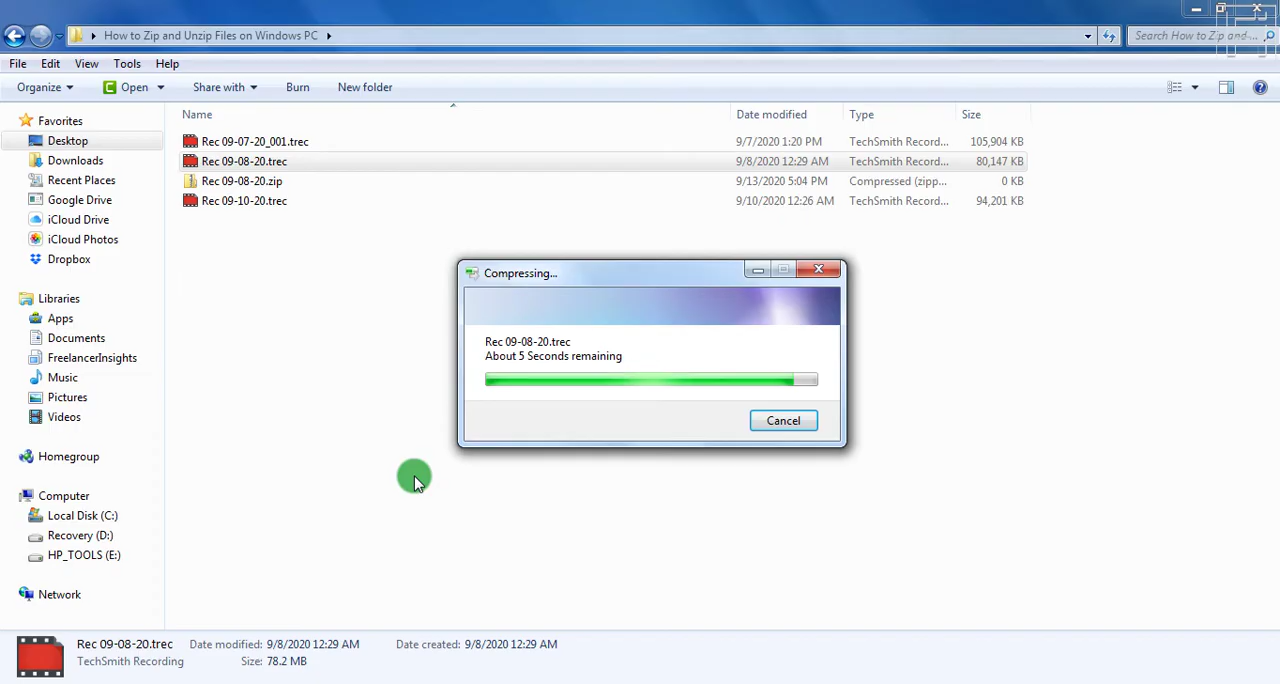 How to Zip and Unzip Files on Windows PC
Search How to Zip and-...
File Edit View Tools Help
Organize Open Share with Burn New folder
Name Date modified Type Size
Favorites
Desktop
Downloads
Recent Places
Google Drive
iCloud Drive
iCloud Photos
Dropbox
Libraries
Apps
Documents
FreelancerInsights
Music
Pictures
Videos
Homegroup
Computer
Local Disk (C:)
Recovery (D:)
HP_TOOLS (E:)
Network
Rec 09-07-20_001.trec 9/7/2020 1:20 PM TechSmith Record... 105,904 KB
Rec 09-08-20.trec 9/8/2020 12:29 AM TechSmith Record... 80,147 KB
Rec 09-08-20.zip 9/13/2020 5:04 PM Compressed (zipp... 0 KB
Rec 09-10-20.trec 9/10/2020 12:26 AM TechSmith Record... 94,201 KB
Compressing...
Rec 09-08-20.trec
About 5 Seconds remaining
Cancel
Rec 09-08-20.trec Date modified: 9/8/2020 12:29 AM Date created: 9/8/2020 12:29 AM
TechSmith Recording Size: 78.2 MB